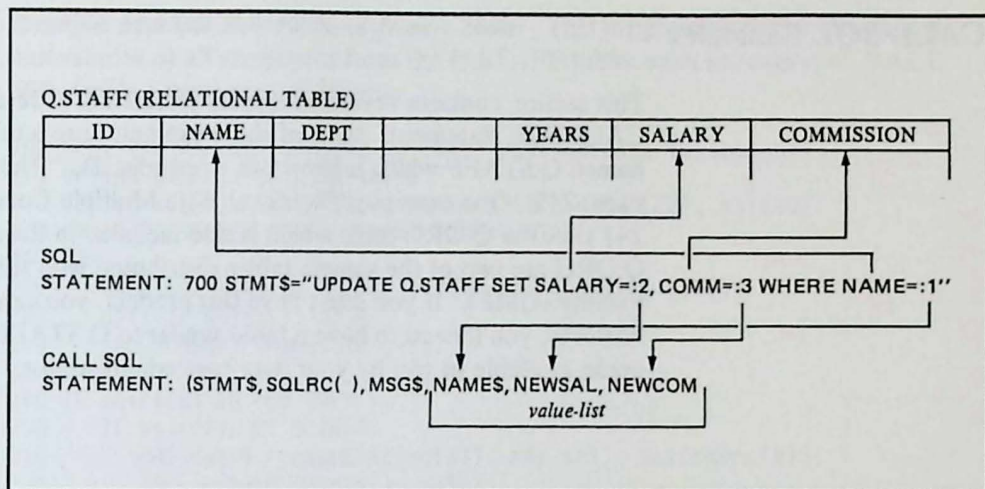 Q.STAFF (RELATIONAL TABLE)
ID NAME DEPT YEARS SALARY COMMISSION
SQL
STATEMENT: 700 STMT$="UPDATE Q.STAFF SET SALARY=:2, COMM=:3 WHERE NAME=:1"
CALL SQL
STATEMENT: (STMT$, SQLRC( ), MSG$, NAME$, NEWSAL, NEWCOM
value-list